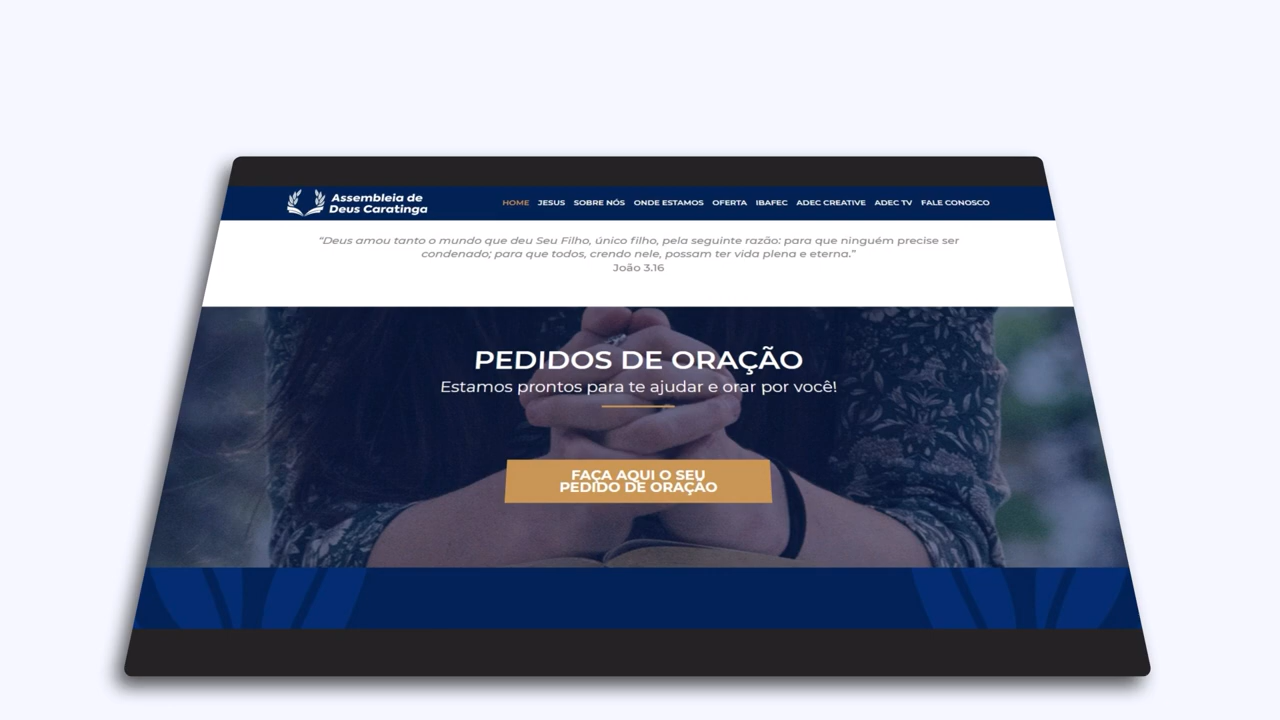 Assembleia de
Deus Caratinga
HOME JESUS SOBRE NÓS ONDE ESTAMOS OFERTA IBAFEC ADEC CREATIVE ADEC TV FALE CONOSCO
“Deus amou tanto o mundo que deu Seu Filho, único filho, pela seguinte razão: para que ninguém precise ser
condenado; para que todos, crendo nele, possam ter vida plena e eterna.”
João 3.16
PEDIDOS DE ORAÇÃO
Estamos prontos para te ajudar e orar por você!
FAÇA AQUI O SEU
PEDIDO DE ORAÇÃO